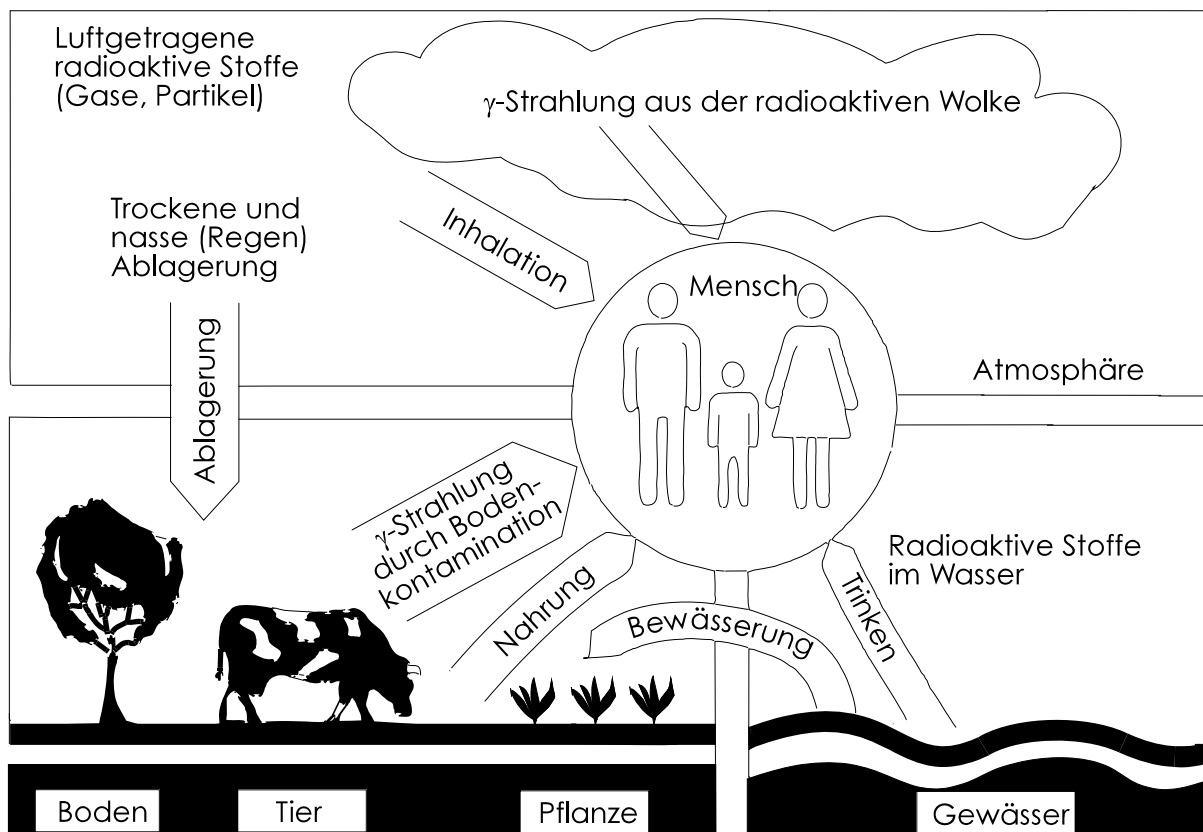 Luftgetragene
radioaktive Stoffe
(Gase, Partikel)
γ-Strahlung aus der radioaktiven Wolke
Trockene und
nasse (Regen)
Ablagerung
Inhalation
Mensch
Ablagerung
Atmosphäre
γ-Strahlung
durch Boden-
kontamination
Nahrung
Bewässerung
Trinken
Radioaktive Stoffe
im Wasser
Boden
Tier
Pflanze
Gewässer